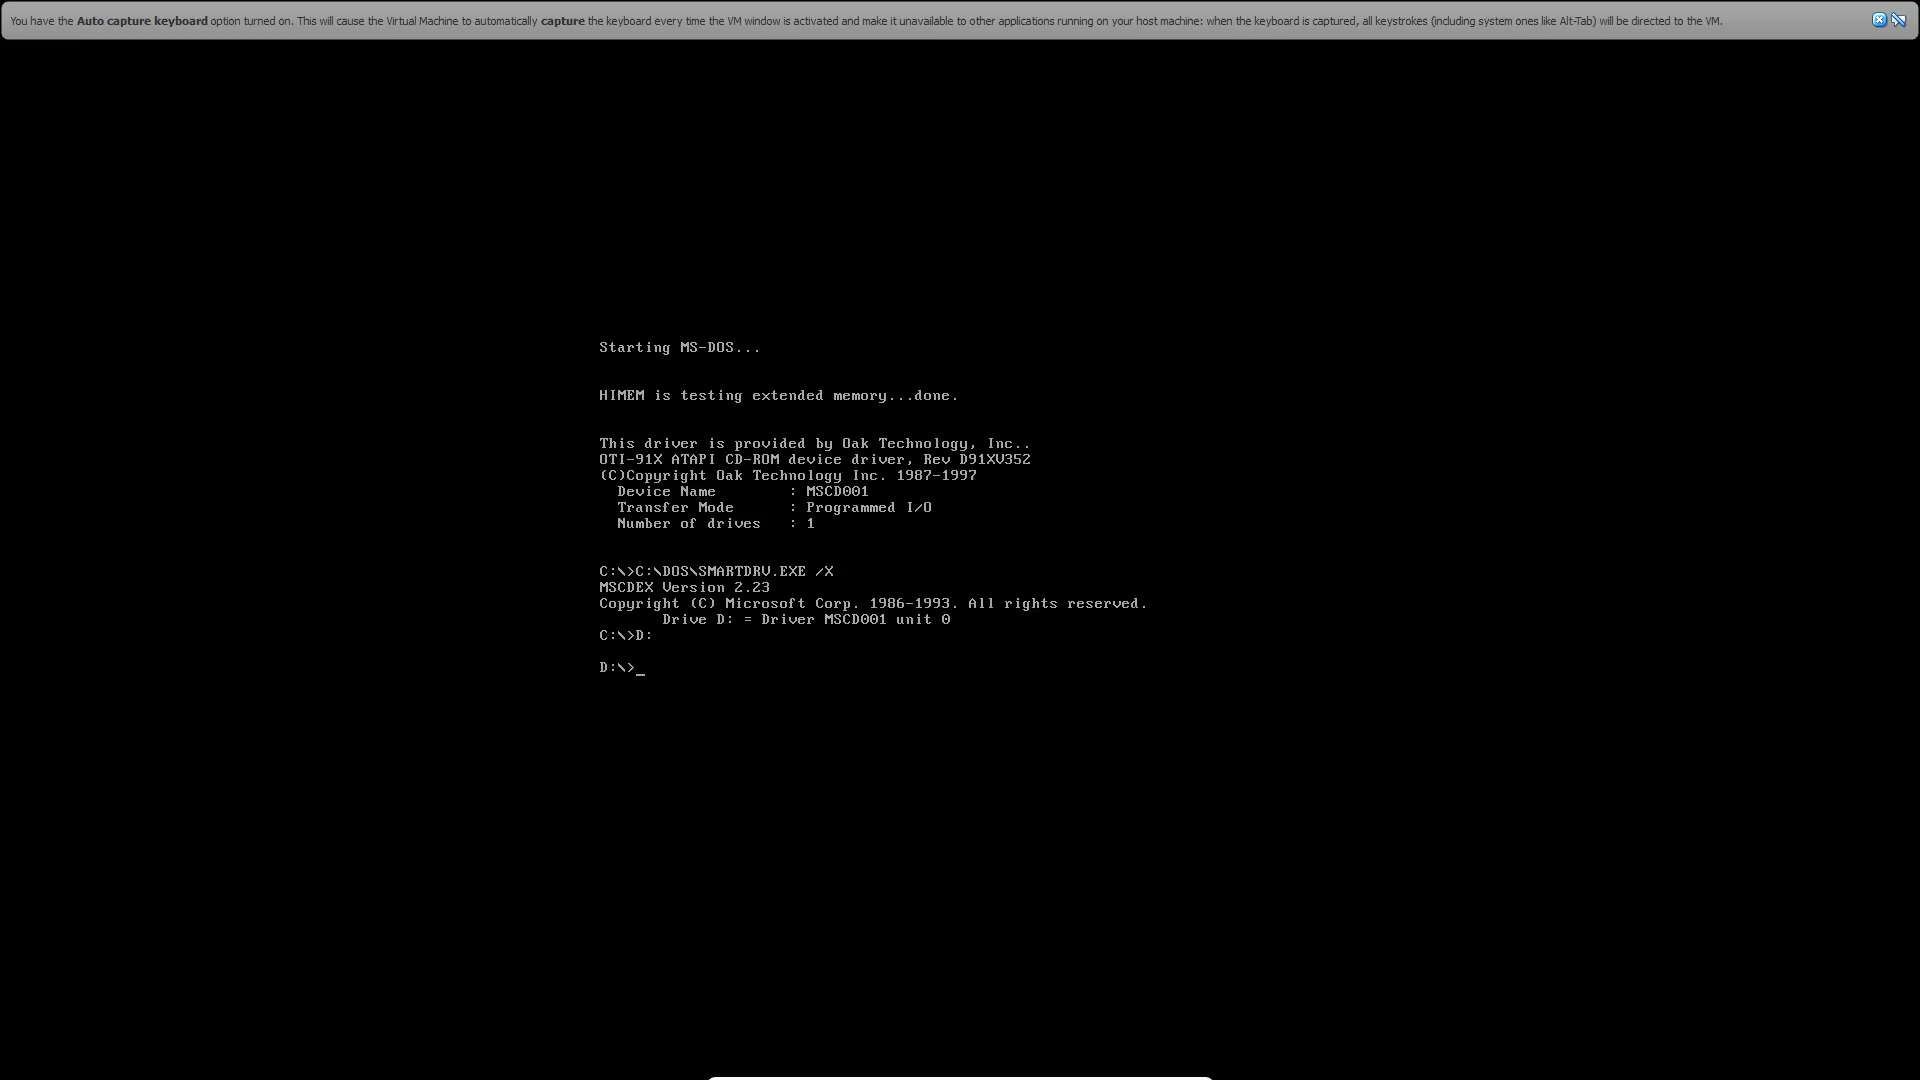 You have the Auto capture keyboard option turned on. This will cause the Virtual Machine to automatically capture the keyboard every time the VM window is activated and make it unavailable to other applications running on your host machine: when the keyboard is captured, all keystrokes (including system ones like Alt-Tab) will be directed to the VM.
Starting MS-DOS...
HIMEM is testing extended memory...done.
This driver is provided by Oak Technology, Inc..
OTI-91X ATAPI CD-ROM device driver, Rev D91XV352
(C)Copyright Oak Technology Inc. 1987-1997
Device Name : MSCD001
Transfer Mode : Programmed I/O
Number of drives : 1
C:\>C:\DOS\SMARTDRV.EXE /X
MSCDEX Version 2.23
Copyright (C) Microsoft Corp. 1986-1993. All rights reserved.
Drive D: = Driver MSCD001 unit 0
C:\>D:
D:\>_